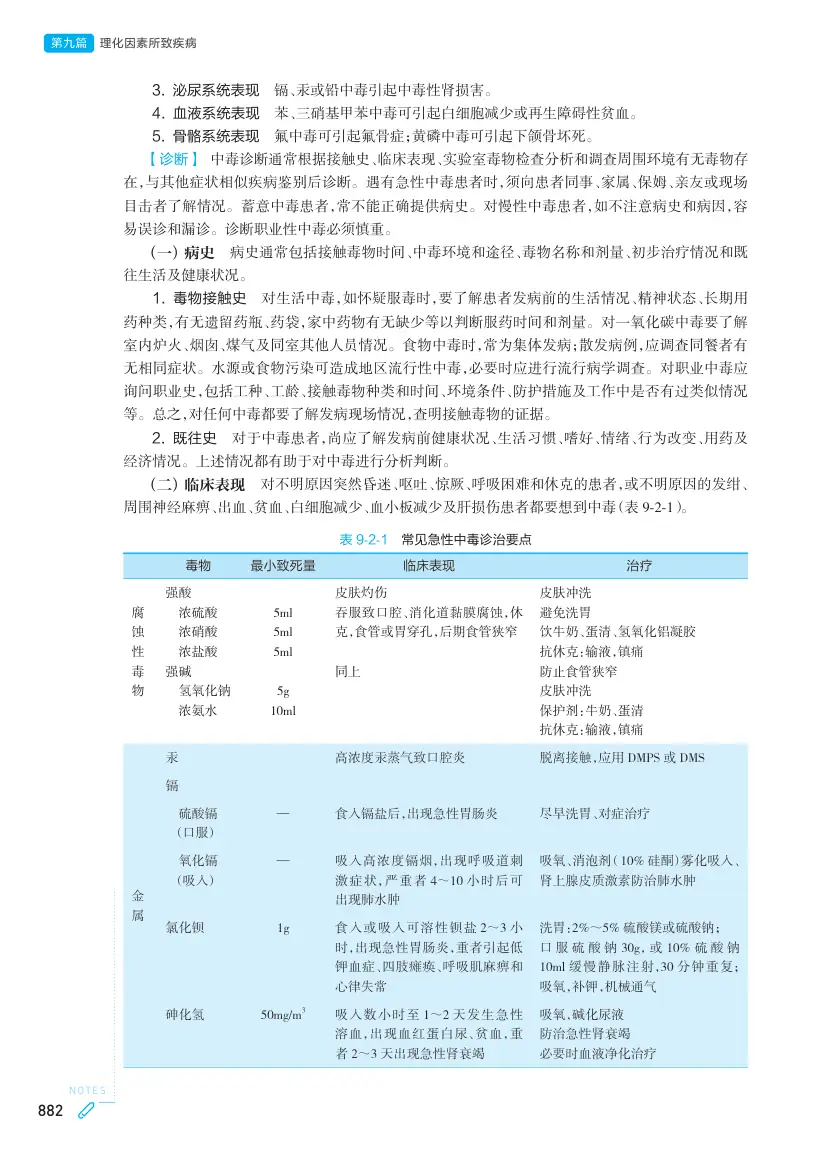 第九篇 理化因素所致疾病
3. 泌尿系统表现 镉、汞或铅中毒引起中毒性肾损害。
4. 血液系统表现 苯、三硝基甲苯中毒可引起白细胞减少或再生障碍性贫血。
5. 骨骼系统表现 氟中毒可引起氟骨症;黄磷中毒可引起下颌骨坏死。
【诊断】 中毒诊断通常根据接触史、临床表现、实验室毒物检查分析和调查周围环境有无毒物存
在,与其他症状相似疾病鉴别后诊断。遇有急性中毒患者时,须向患者同事、家属、保姆、亲友或现场
目击者了解情况。蓄意中毒患者,常不能正确提供病史。对慢性中毒患者,如不注意病史和病因,容
易误诊和漏诊。诊断职业性中毒必须慎重。
(一) 病史 病史通常包括接触毒物时间、中毒环境和途径、毒物名称和剂量、初步治疗情况和既
往生活及健康状况。
1. 毒物接触史 对生活中毒,如怀疑服毒时,要了解患者发病前的生活情况、精神状态、长期用
药种类,有无遗留药瓶、药袋,家中药物有无缺少等以判断服药时间和剂量。对一氧化碳中毒要了解
室内炉火、烟囱、煤气及同室其他人员情况。食物中毒时,常为集体发病;散发病例,应调查同餐者有
无相同症状。水源或食物污染可造成地区流行性中毒,必要时应进行流行病学调查。对职业中毒应
询问职业史,包括工种、工龄、接触毒物种类和时间、环境条件、防护措施及工作中是否有过类似情况
等。总之,对任何中毒都要了解发病现场情况,查明接触毒物的证据。
2. 既往史 对于中毒患者,尚应了解发病前健康状况、生活习惯、嗜好、情绪、行为改变、用药及
经济情况。上述情况都有助于对中毒进行分析判断。
(二) 临床表现 对不明原因突然昏迷、呕吐、惊厥、呼吸困难和休克的患者,或不明原因的发绀、
周围神经麻痹、出血、贫血、白细胞减少、血小板减少及肝损伤患者都要想到中毒(表 9-2-1)。
表 9-2-1 常见急性中毒诊治要点
毒物 最小致死量 临床表现 治疗
强酸 皮肤灼伤 皮肤冲洗
腐 浓硫酸 5ml 吞服致口腔、消化道黏膜腐蚀,休 避免洗胃
蚀 浓硝酸 5ml 克,食管或胃穿孔,后期食管狭窄 饮牛奶、蛋清、氢氧化铝凝胶
性 浓盐酸 5ml 抗休克:输液,镇痛
毒 强碱 同上 防止食管狭窄
物 氢氧化钠 5g 皮肤冲洗
浓氨水 10ml 保护剂:牛奶、蛋清
抗休克:输液,镇痛
汞 高浓度汞蒸气致口腔炎 脱离接触,应用 DMPS 或 DMS
镉
硫酸镉 — 食入镉盐后,出现急性胃肠炎 尽早洗胃、对症治疗
(口服)
氧化镉 — 吸入高浓度镉烟,出现呼吸道刺 吸氧、消泡剂(10% 硅酮)雾化吸入、
(吸入) 激症状,严重者 4~10 小时后可 肾上腺皮质激素防治肺水肿
金 出现肺水肿
属
氯化钡 1g 食入或吸入可溶性钡盐 2~3 小 洗胃:2%~5% 硫酸镁或硫酸钠;
时,出现急性胃肠炎,重者引起低 口服硫酸钠 30g,或 10% 硫酸钠
钾血症、四肢瘫痪、呼吸肌麻痹和 10ml 缓慢静脉注射,30 分钟重复;
心律失常 吸氧,补钾,机械通气
砷化氢 50mg/m³ 吸入数小时至 1~2 天发生急性 吸氧,碱化尿液
溶血,出现血红蛋白尿、贫血,重 防治急性肾衰竭
者 2~3 天出现急性肾衰竭 必要时血液净化治疗
NOTES
882